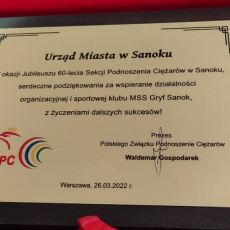 Urząd Miasta w Sanoku
okazji Jubileuszu 60-lecia Sekcji Podnoszenia Ciężarów w Sanoku,
serdeczne podziękowania za wspieranie działalności
organizacyjnej i sportowej klubu MSS Gryf Sanok,
z życzeniami dalszych sukcesów!
Prezes
Polskiego Związku Podnoszenie Ciężarów
Waldemar Gospodarek
PC
Warszawa, 26.03.2022 r.